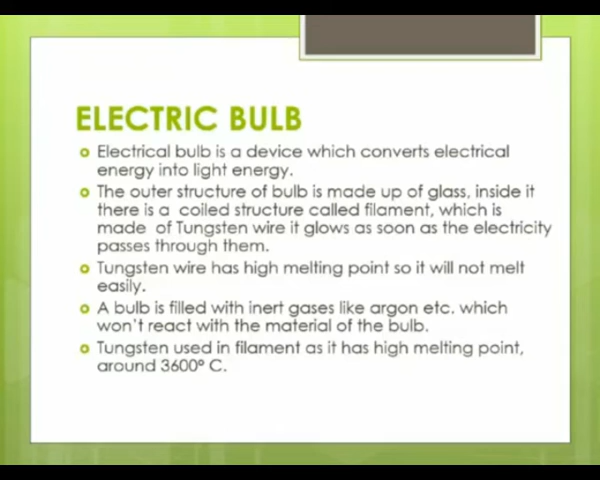 ELECTRIC BULB
Electrical bulb is a device which converts electrical
energy into light energy.
The outer structure of bulb is made up of glass, inside it
there is a coiled structure called filament, which is
made of Tungsten wire it glows as soon as the electricity
passes through them.
Tungsten wire has high melting point so it will not melt
easily.
A bulb is filled with inert gases like argon etc. which
won't react with the material of the bulb.
Tungsten used in filament as it has high melting point,
around 3600º C.